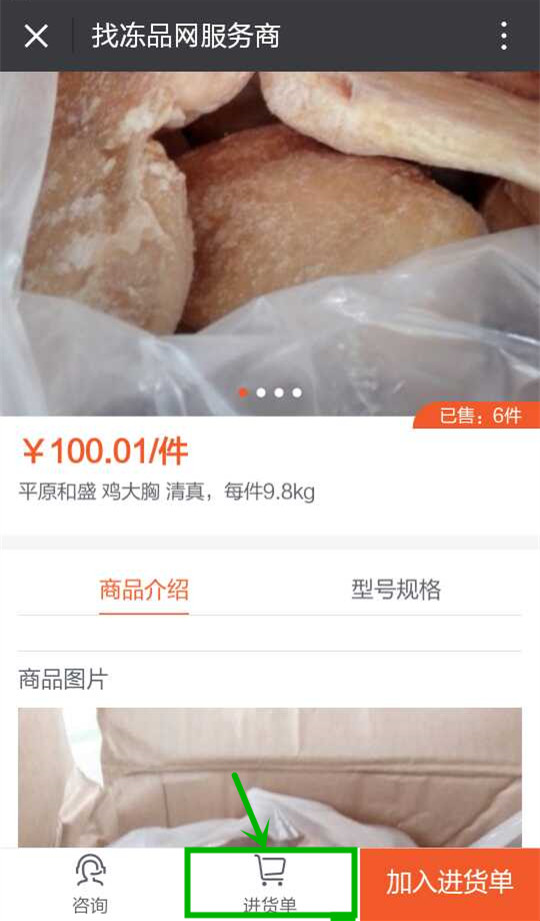 找冻品网服务商
已售：6件
￥100.01/件
平原和盛 鸡大胸 清真，每件9.8kg
商品介绍
型号规格
商品图片
咨询
进货单
加入进货单